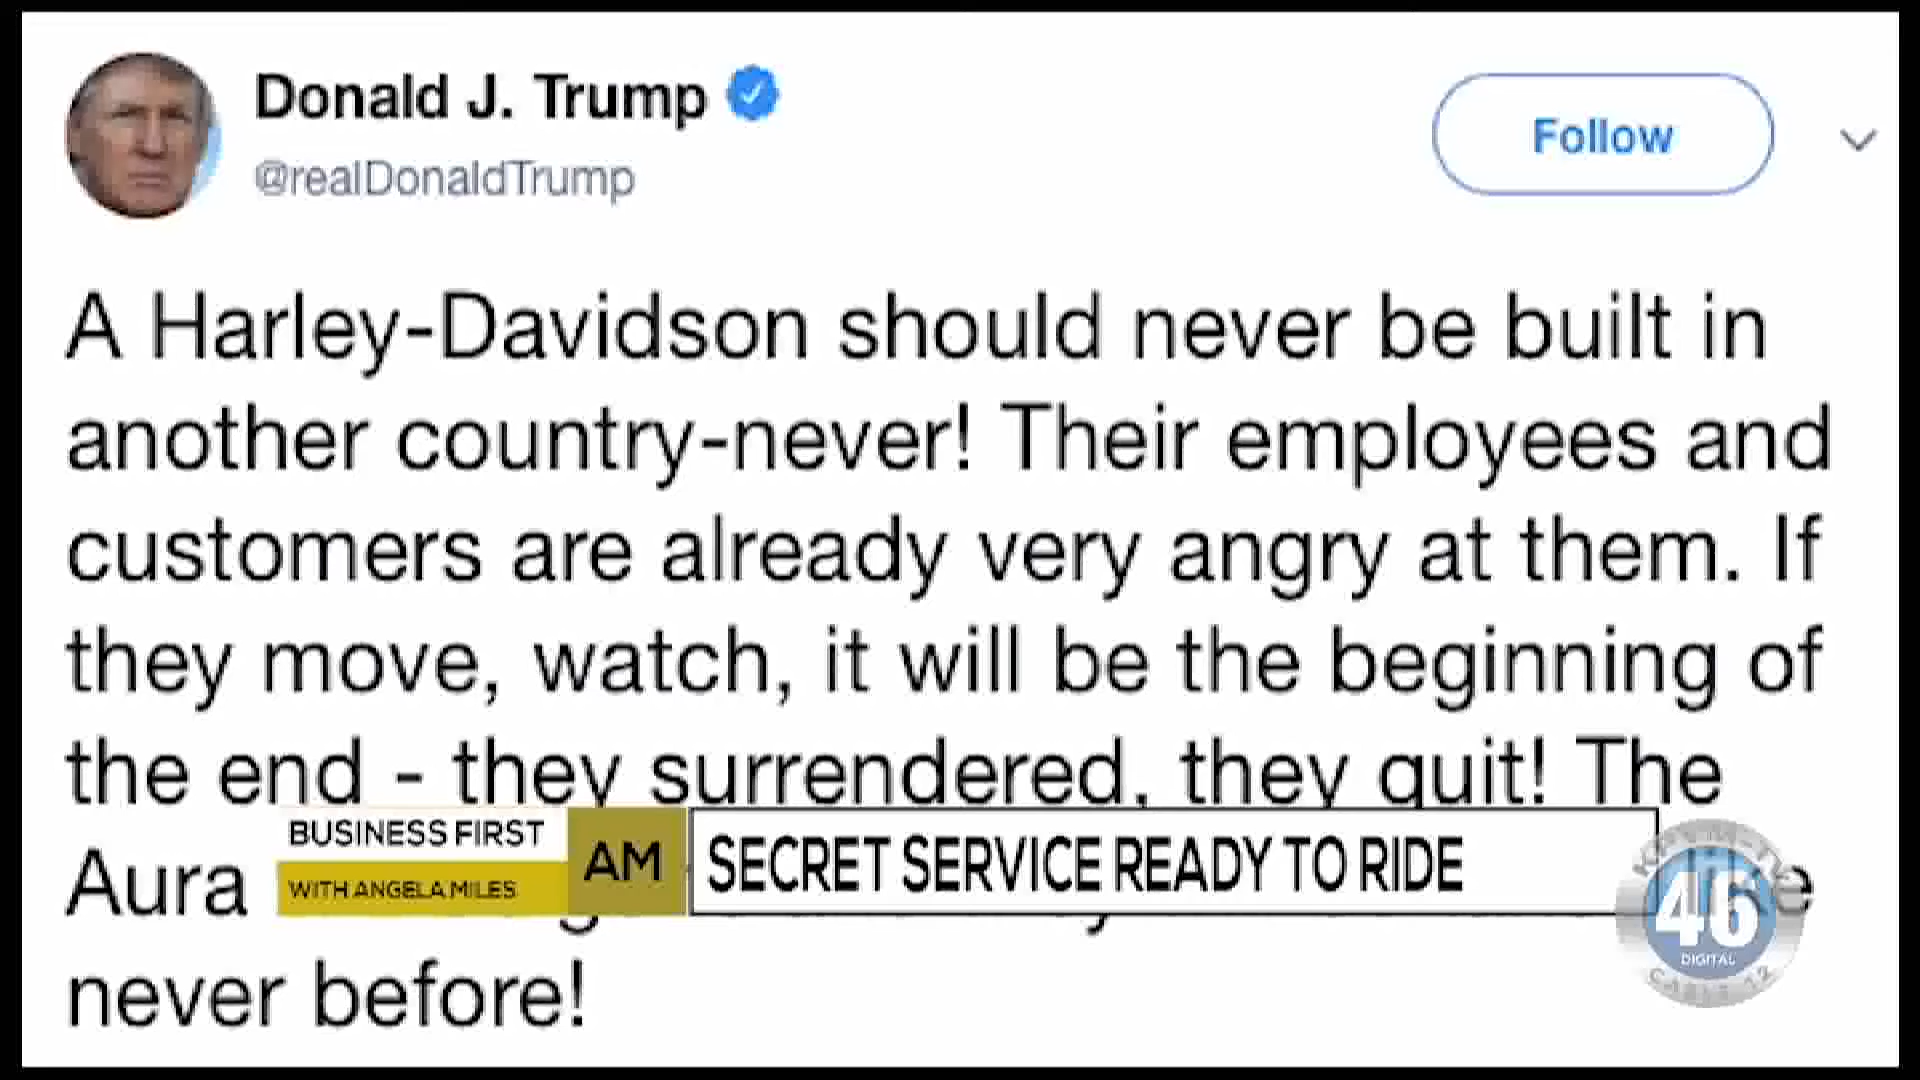 Donald J. Trump
@realDonaldTrump
Follow
A Harley-Davidson should never be built in
another country-never! Their employees and
customers are already very angry at them. If
they move, watch, it will be the beginning of
the end - they surrendered, they quit! The
Aura
never before!
BUSINESS FIRST
WITH ANGELA MILES
AM
SECRET SERVICE READY TO RIDE
46
DIGITAL
CABLE 12